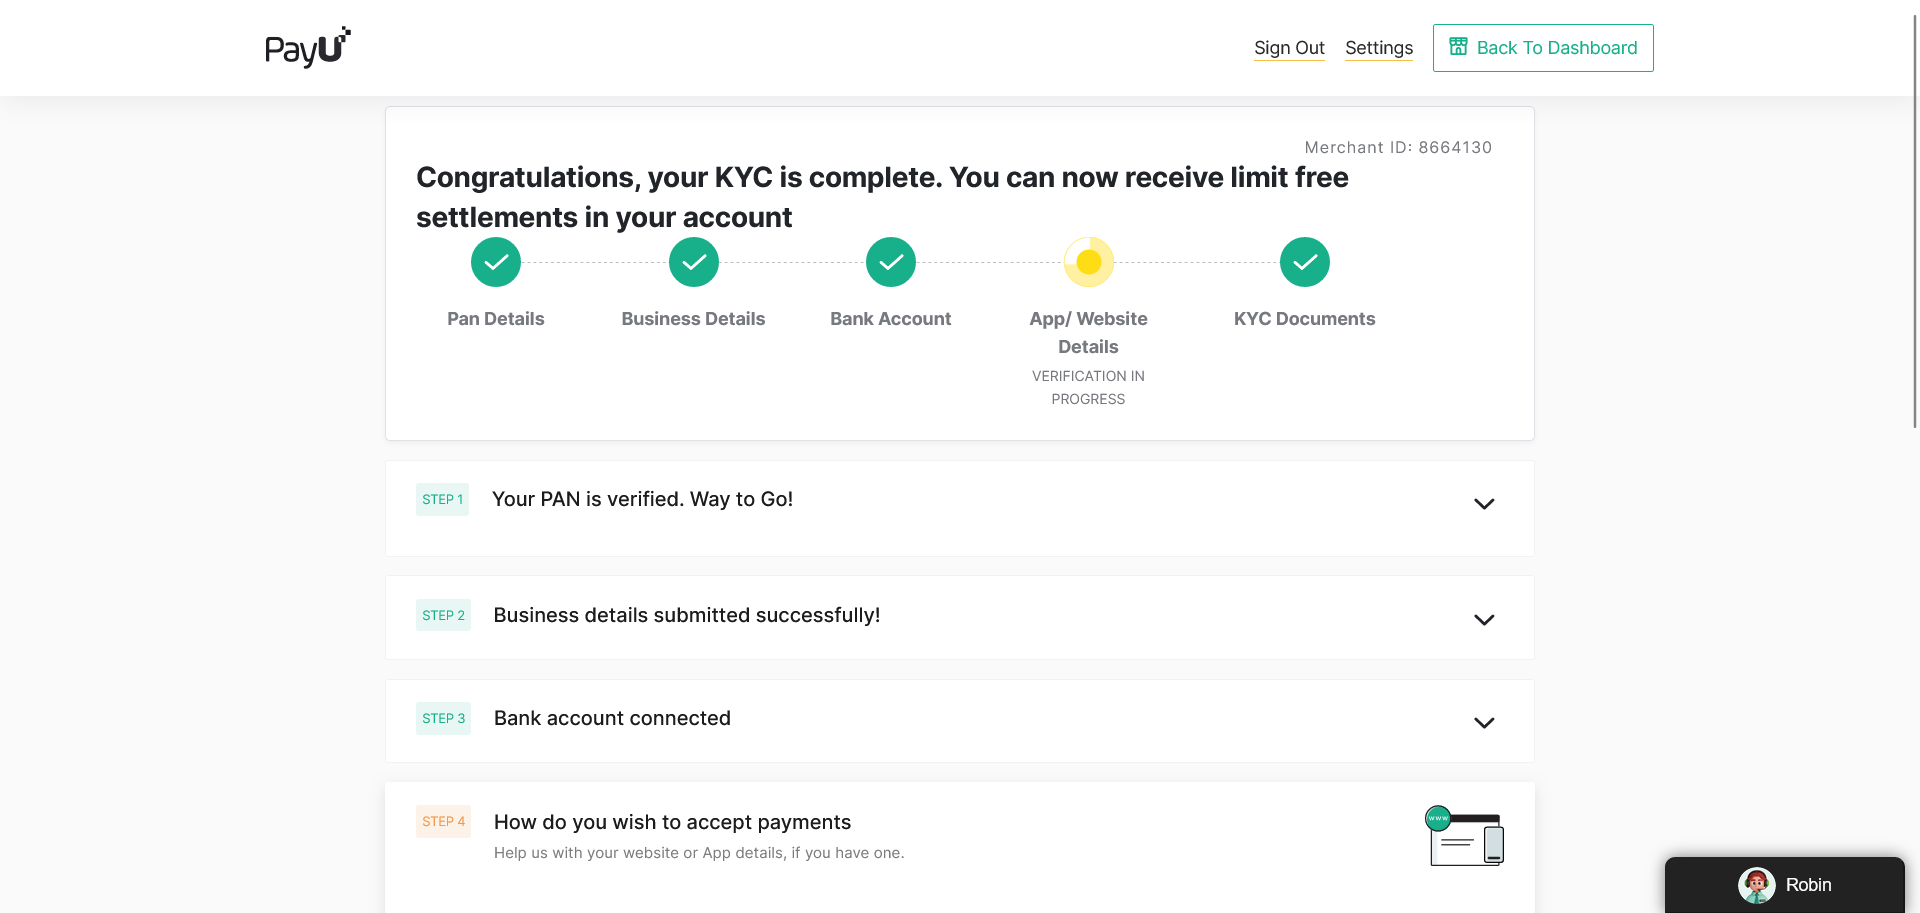 PayU
Sign Out
Settings
Back To Dashboard
Merchant ID: 8664130
Congratulations, your KYC is complete. You can now receive limit free
settlements in your account
Pan Details
Business Details
Bank Account
App/ Website
Details
VERIFICATION IN
PROGRESS
KYC Documents
STEP 1
Your PAN is verified. Way to Go!
STEP 2
Business details submitted successfully!
STEP 3
Bank account connected
STEP 4
How do you wish to accept payments
Help us with your website or App details, if you have one.
www
Robin